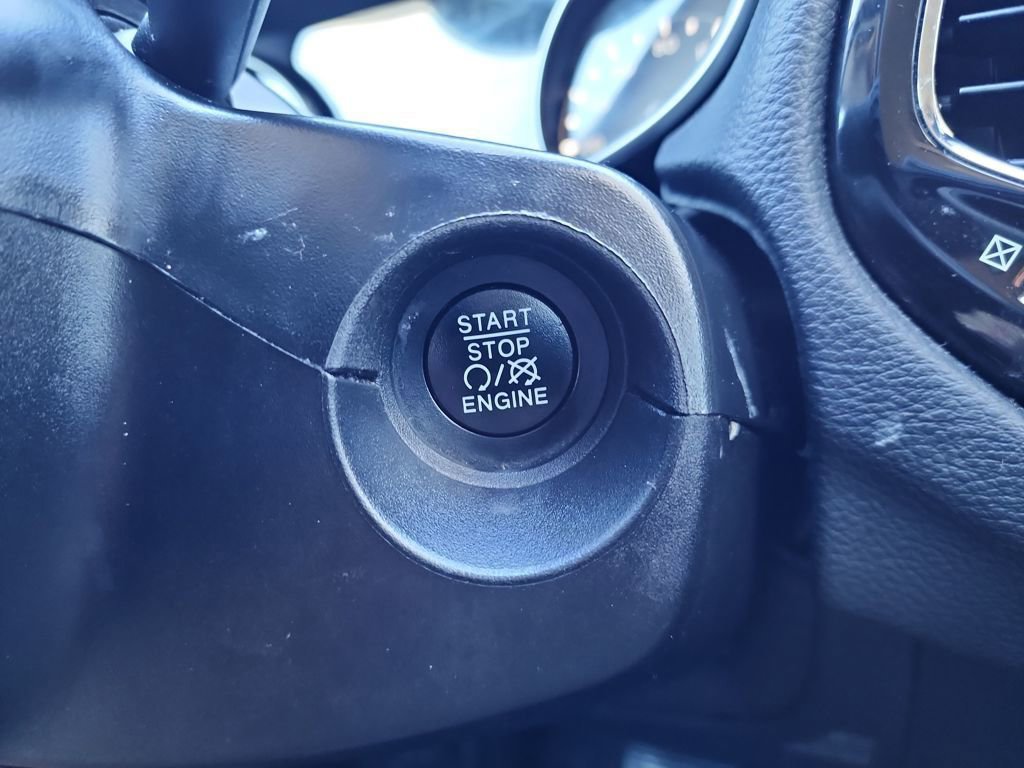 START
STOP
/
ENGINE